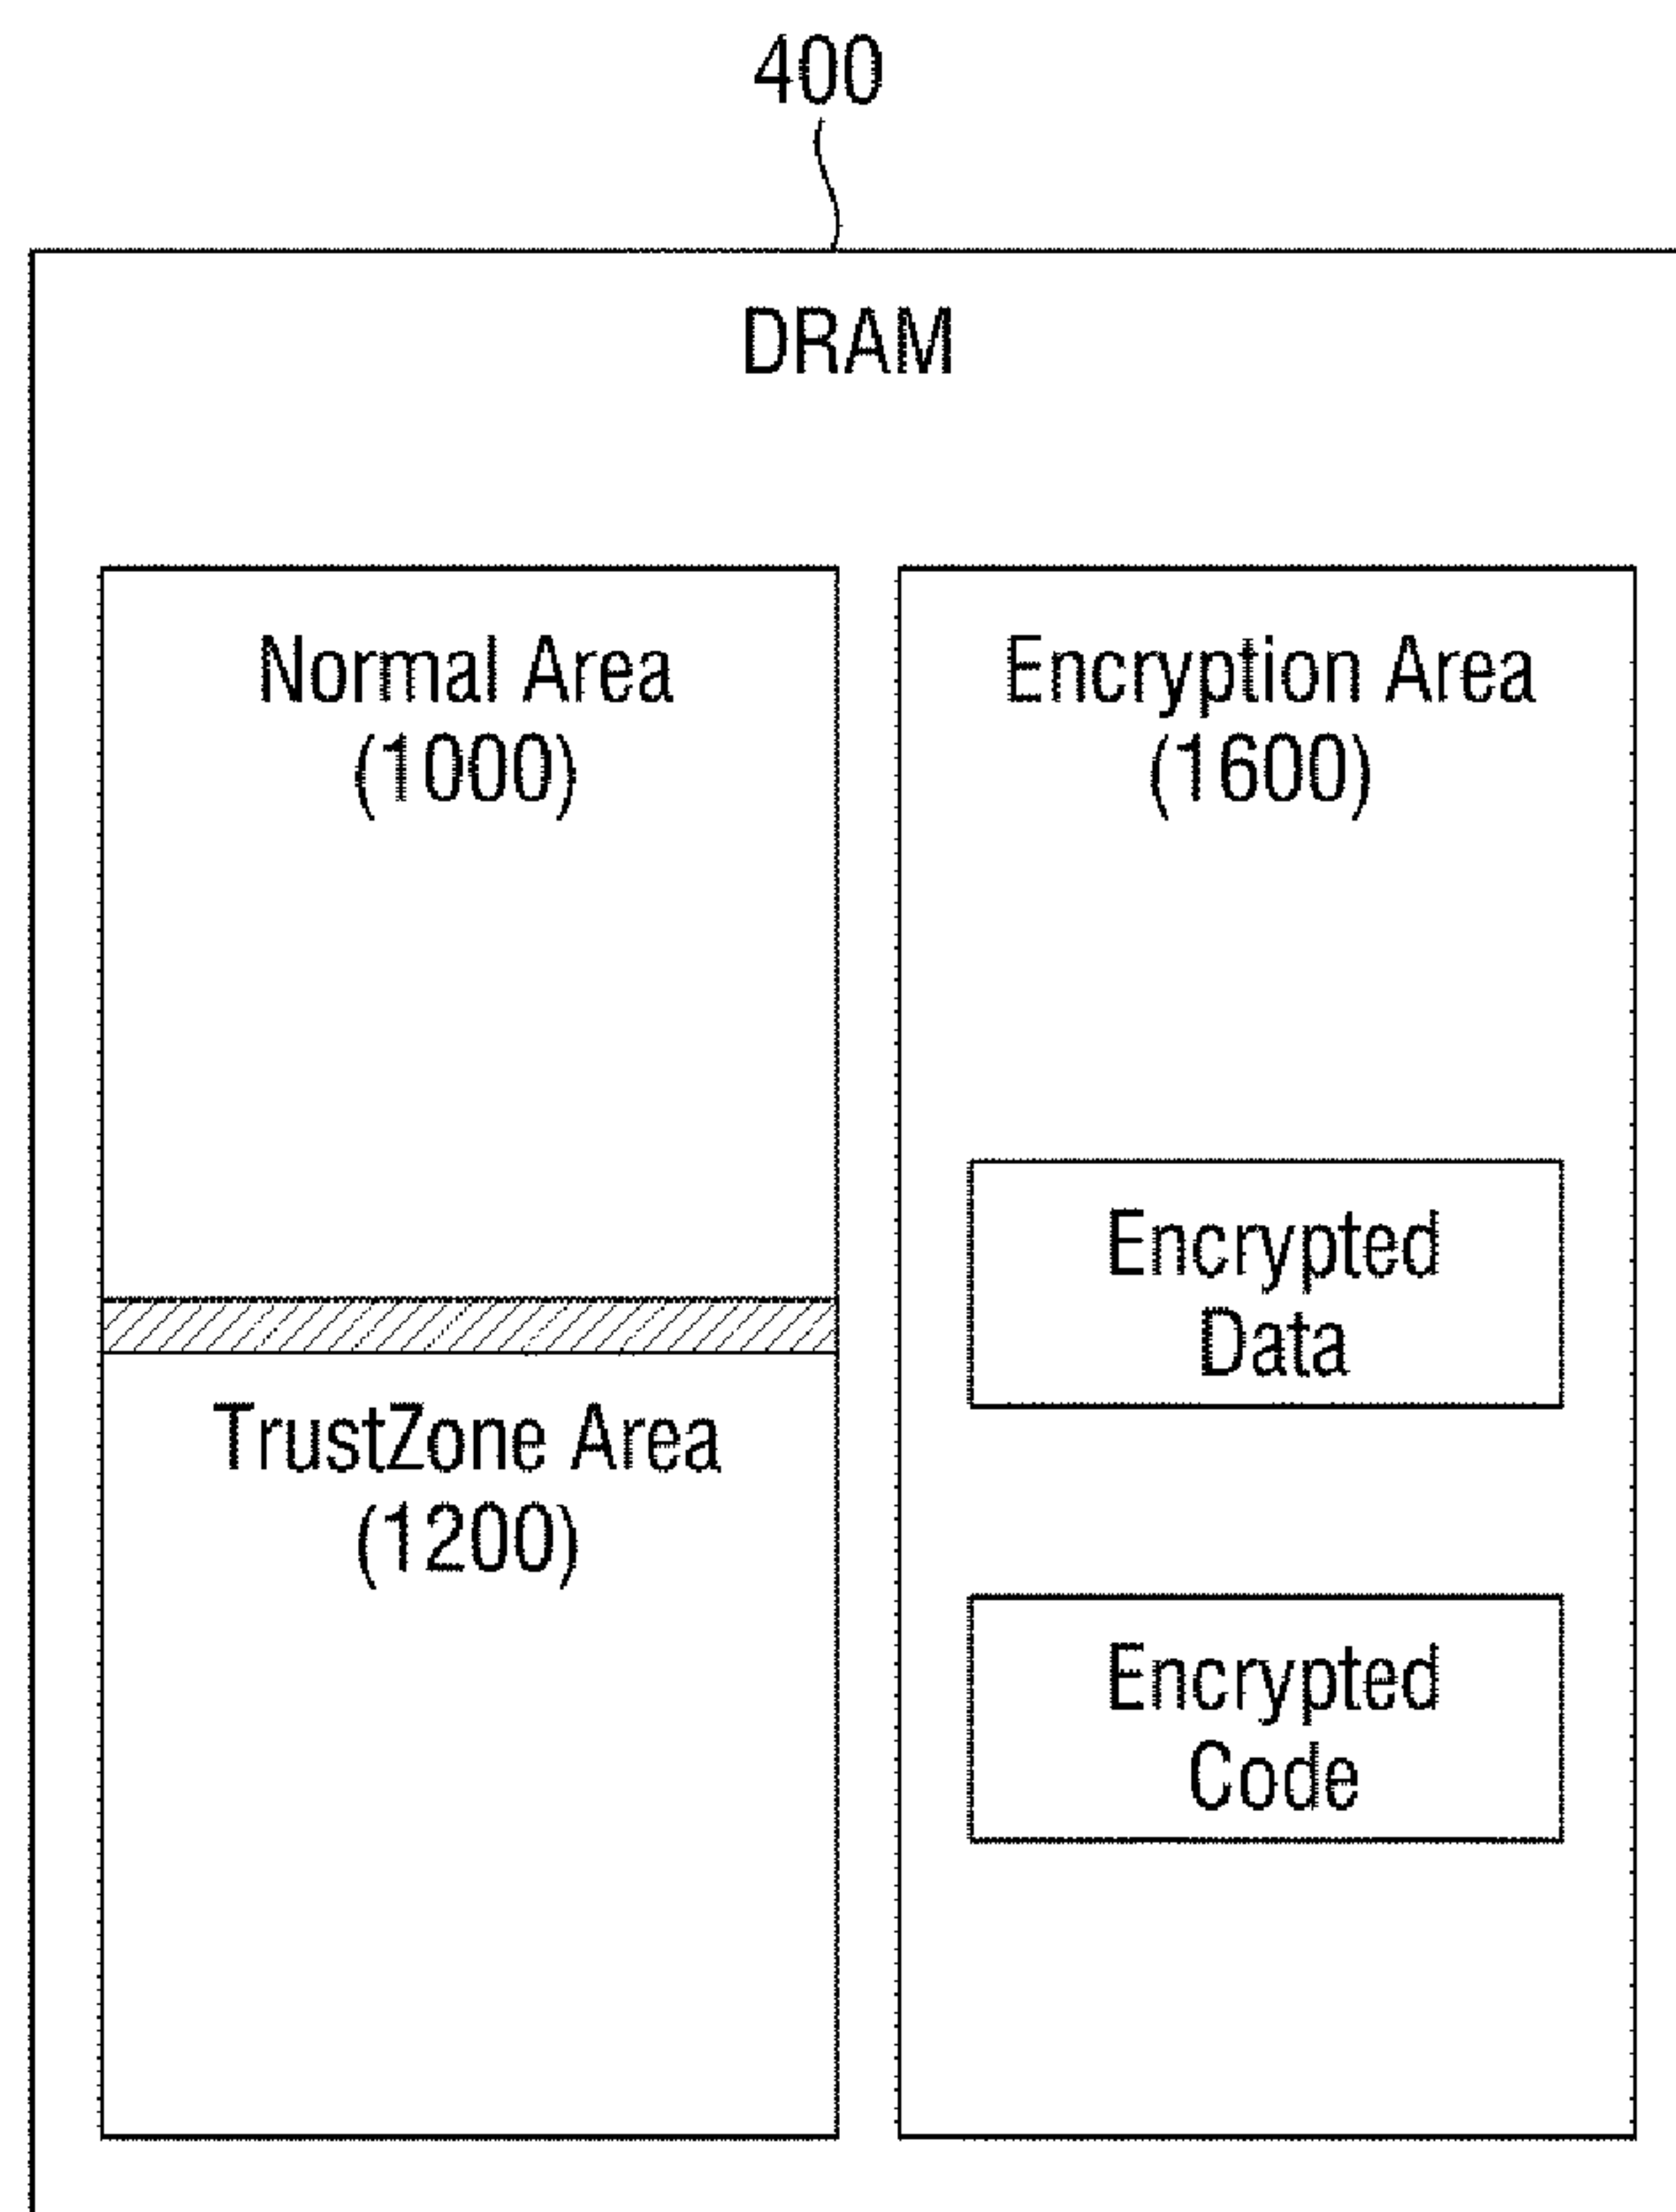 400
DRAM
Normal Area
(1000)
TrustZone Area
(1200)
Encryption Area
(1600)
Encrypted
Data
Encrypted
Code